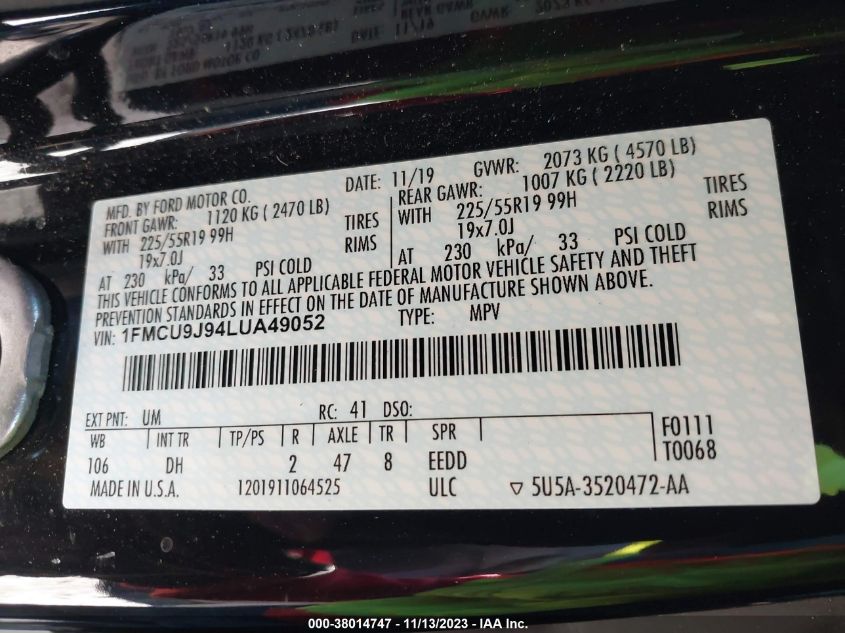 MFD. BY FORD MOTOR CO. DATE: 11/19 GVWR: 2073 KG ( 4570 LB)
FRONT GAWR: 1120 KG ( 2470 LB) REAR GAWR: 1007 KG ( 2220 LB)
WITH 225/55R19 99H TIRES WITH 225/55R19 99H TIRES
19x7.0J RIMS 19x7.0J RIMS
AT 230 kPa/ 33 PSI COLD AT 230 kPa/ 33 PSI COLD
THIS VEHICLE CONFORMS TO ALL APPLICABLE FEDERAL MOTOR VEHICLE SAFETY AND THEFT
PREVENTION STANDARDS IN EFFECT ON THE DATE OF MANUFACTURE SHOWN ABOVE.
VIN: 1FMCU9J94LUA49052 TYPE: MPV
EXT PNT: UM RC: 41 DSO: F0111
WB INT TR TP/PS R AXLE TR SPR T0068
106 DH 2 47 8 EEDD
MADE IN U.S.A. 1201911064525 ULC ▽ 5U5A-3520472-AA
000-38014747 - 11/13/2023 - IAA Inc.